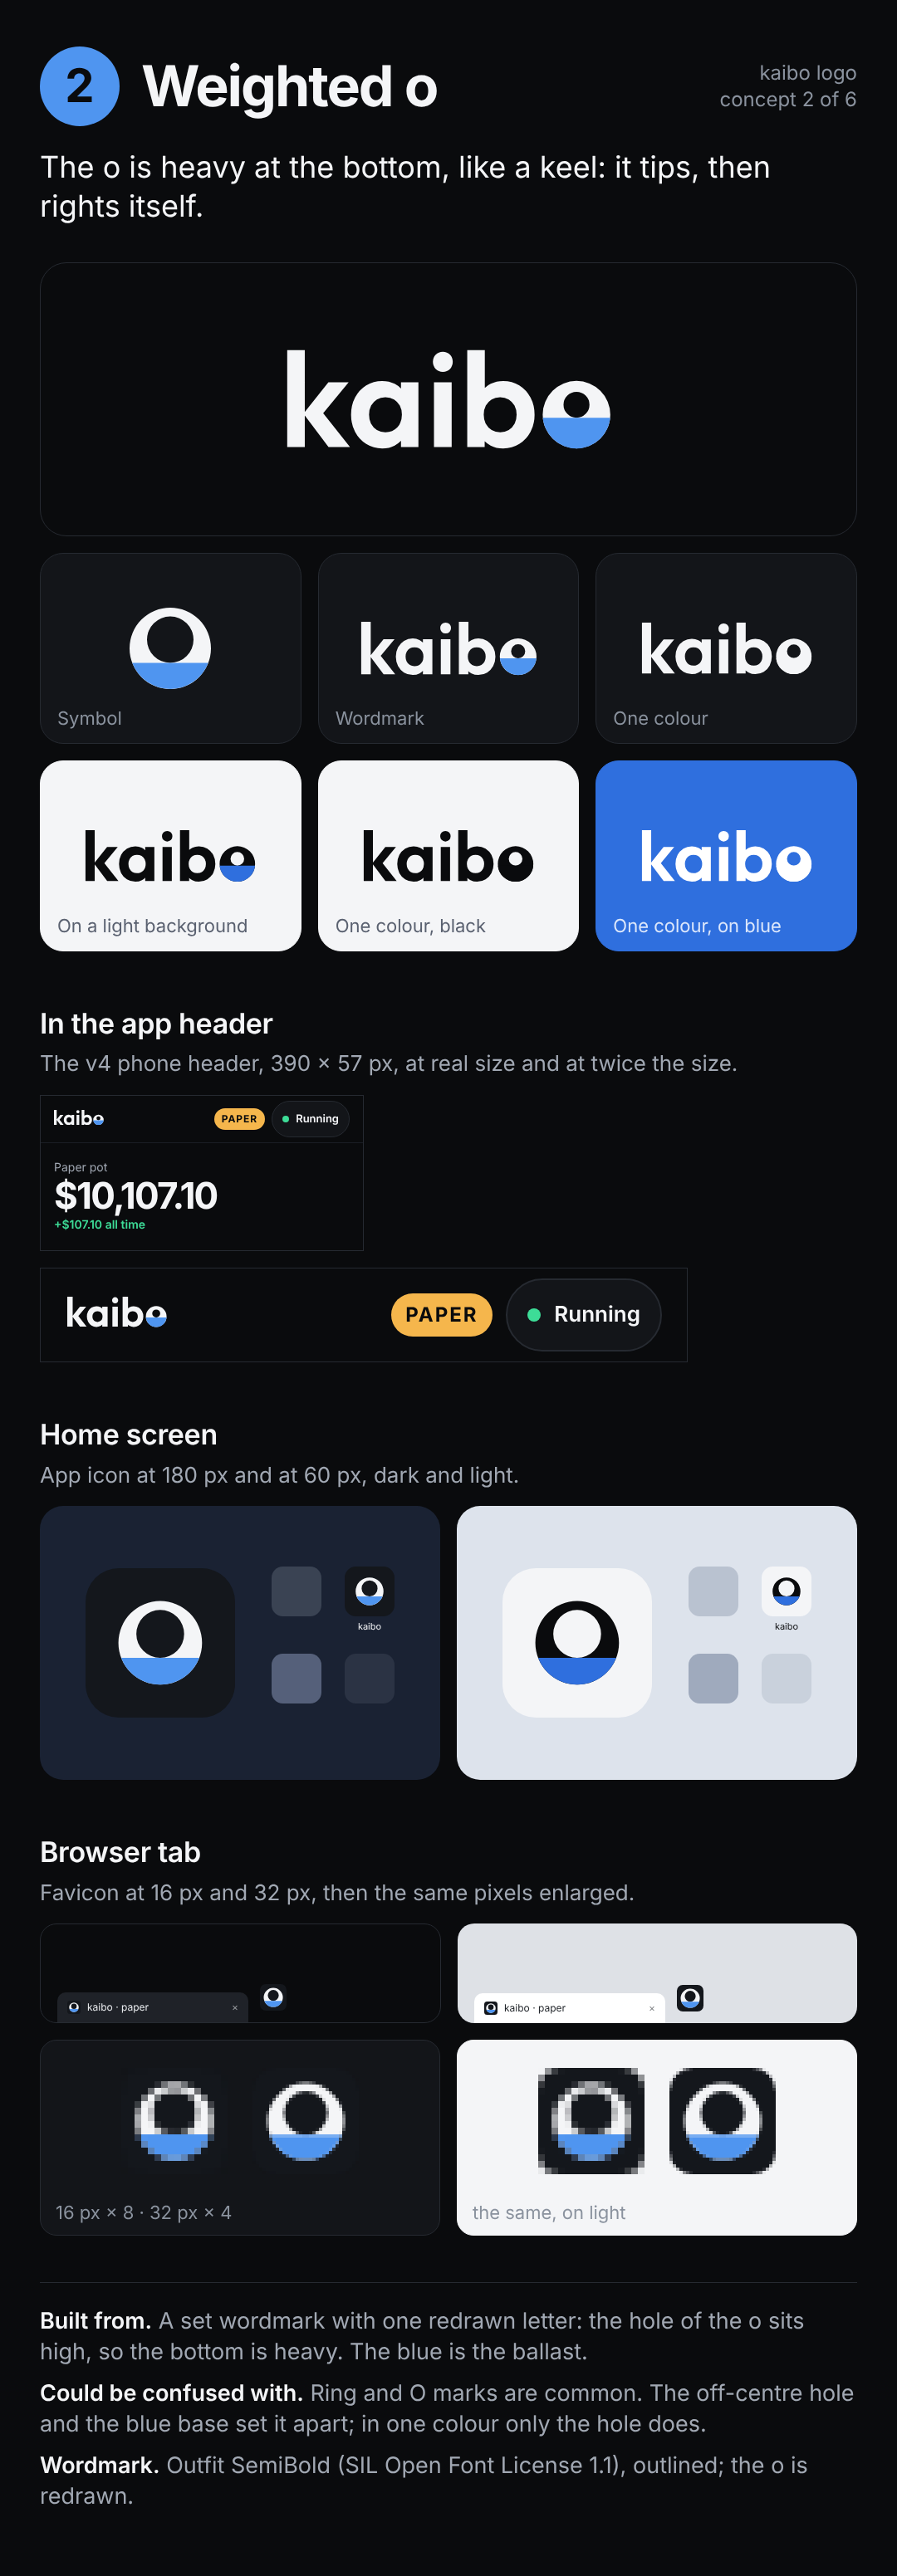 2
Weighted o
kaibo logo
concept 2 of 6
The o is heavy at the bottom, like a keel: it tips, then
rights itself.
kaibo
Symbol
kaibo
Wordmark
kaibo
One colour
kaibo
On a light background
kaibo
One colour, black
kaibo
One colour, on blue
In the app header
The v4 phone header, 390 × 57 px, at real size and at twice the size.
kaibo
PAPER
Running
Paper pot
$10,107.10
+$107.10 all time
kaibo
PAPER
Running
Home screen
App icon at 180 px and at 60 px, dark and light.
kaibo
kaibo
Browser tab
Favicon at 16 px and 32 px, then the same pixels enlarged.
kaibo · paper ×
kaibo · paper ×
16 px × 8 · 32 px × 4
the same, on light
Built from. A set wordmark with one redrawn letter: the hole of the o sits
high, so the bottom is heavy. The blue is the ballast.
Could be confused with. Ring and O marks are common. The off-centre hole
and the blue base set it apart; in one colour only the hole does.
Wordmark. Outfit SemiBold (SIL Open Font License 1.1), outlined; the o is
redrawn.